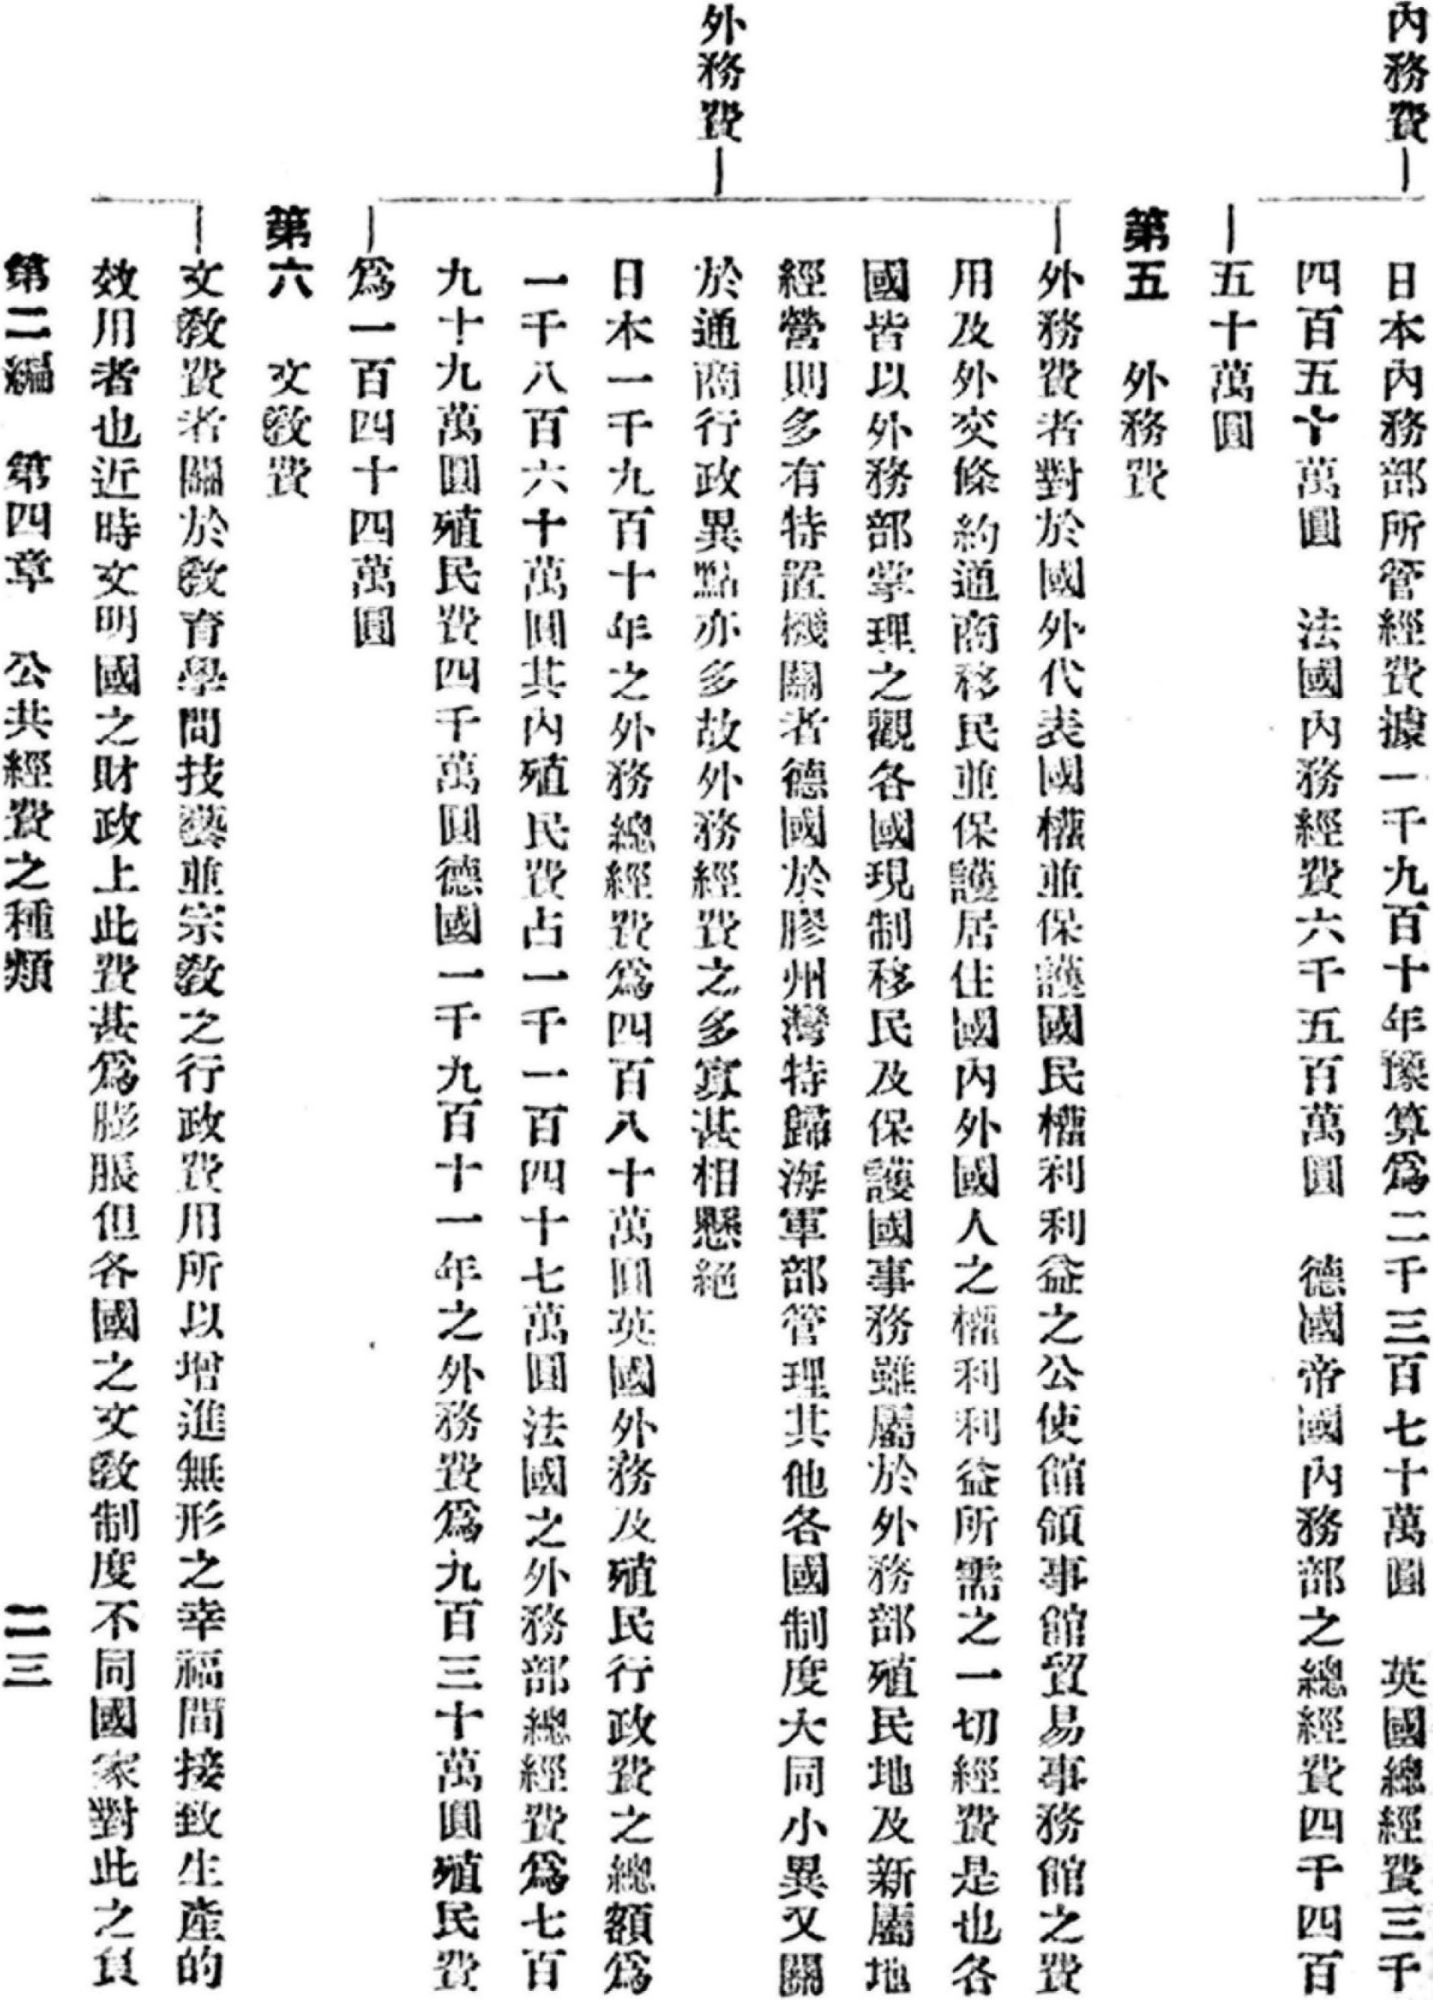 內務費
日本內務部所管經費據一千九百十年豫算爲二千三百七十萬圓　英國總經費三千
四百五十萬圓　法國內務經費六千五百萬圓　德國帝國內務部之總經費四千四百
五十萬圓
第五　外務費
外務費
外務費者對於國外代表國權並保護國民權利利益之公使館領事館貿易事務館之費
用及外交條約通商移民並保護居住國內外國人之權利利益所需之一切經費是也各
國皆以外務部掌理之觀各國現制移民及保護國事務雖屬於外務部殖民地及新屬地
經營則多有特置機關者德國於膠州灣特歸海軍部管理其他各國制度大同小異又關
於通商行政異點亦多故外務經費之多寡甚相懸絕
日本一千九百十年之外務總經費爲四百八十萬圓英國外務及殖民行政費之總額爲
一千八百六十萬圓其內殖民費占一千一百四十七萬圓法國之外務部總經費爲七百
九十九萬圓殖民費四千萬圓德國一千九百十一年之外務費爲九百三十萬圓殖民費
爲一百四十四萬圓
第六　文教費
文教費者關於教育學問技藝並宗教之行政費用所以增進無形之幸福間接致生產的
效用者也近時文明國之財政上此費甚爲膨脹但各國之文教制度不同國家對此之負
第二編　第四章　公共經費之種類　二三